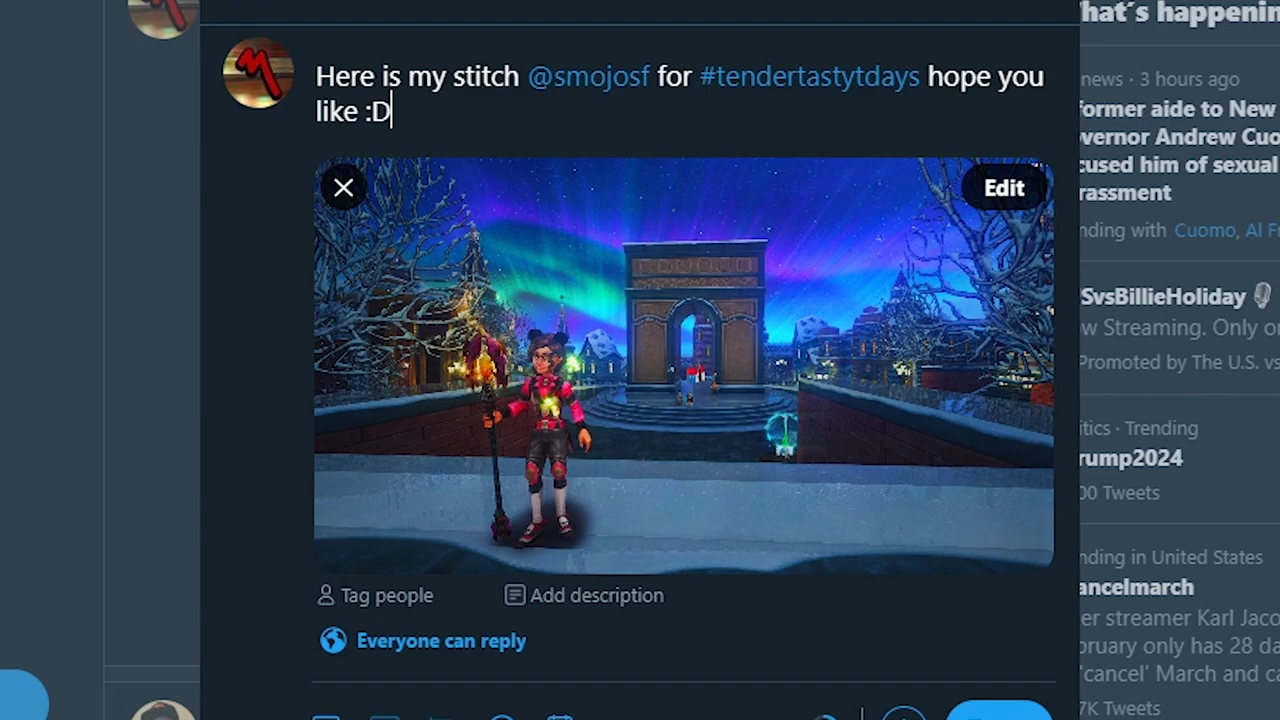 Here is my stitch @smojosf for #tendertastytdays hope you
like :D
Edit
Tag people
Add description
Everyone can reply
hat's happenin
news · 3 hours ago
former aide to New
vernor Andrew Cuo
cused him of sexual
rassment
nding with Cuomo, Al F
SvsBillieHoliday
w Streaming. Only o
Promoted by The U.S. vs
itics · Trending
rump2024
00 Tweets
nding in United States
ancelmarch
er streamer Karl Jaco
bruary only has 28 da
'cancel' March and ca
7K Tweets